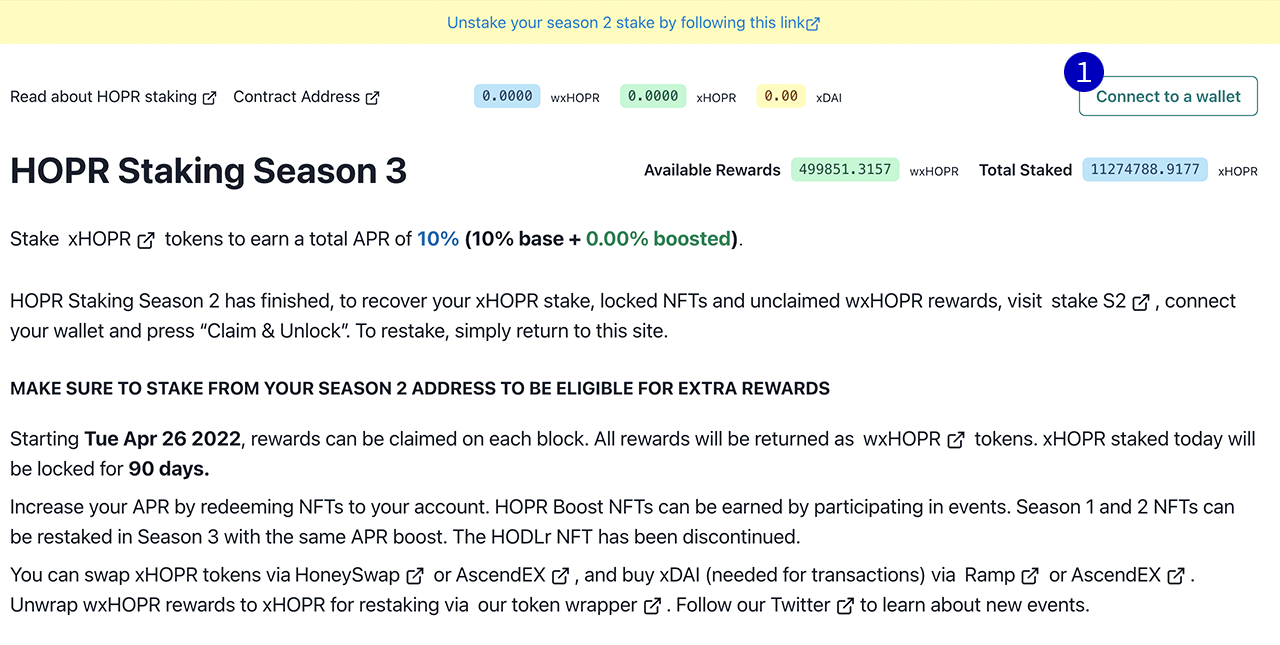 Unstake your season 2 stake by following this link
1
Read about HOPR staking Contract Address 0.0000 wxHOPR 0.0000 xHOPR 0.00 xDAI Connect to a wallet
HOPR Staking Season 3 Available Rewards 499851.3157 wxHOPR Total Staked 11274788.9177 xHOPR
Stake xHOPR tokens to earn a total APR of 10% (10% base + 0.00% boosted).
HOPR Staking Season 2 has finished, to recover your xHOPR stake, locked NFTs and unclaimed wxHOPR rewards, visit stake S2 , connect
your wallet and press “Claim & Unlock”. To restake, simply return to this site.
MAKE SURE TO STAKE FROM YOUR SEASON 2 ADDRESS TO BE ELIGIBLE FOR EXTRA REWARDS
Starting Tue Apr 26 2022, rewards can be claimed on each block. All rewards will be returned as wxHOPR tokens. xHOPR staked today will
be locked for 90 days.
Increase your APR by redeeming NFTs to your account. HOPR Boost NFTs can be earned by participating in events. Season 1 and 2 NFTs can
be restaked in Season 3 with the same APR boost. The HODLr NFT has been discontinued.
You can swap xHOPR tokens via HoneySwap or AscendEX , and buy xDAI (needed for transactions) via Ramp or AscendEX .
Unwrap wxHOPR rewards to xHOPR for restaking via our token wrapper . Follow our Twitter to learn about new events.